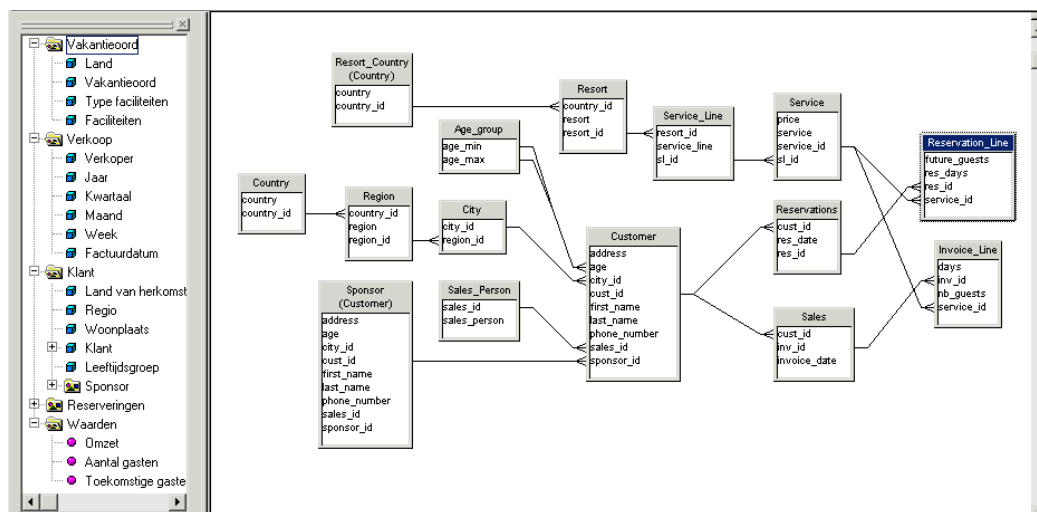 Vakantieoord
Land
Vakantieoord
Type faciliteiten
Faciliteiten
Verkoop
Verkoper
Jaar
Kwartaal
Maand
Week
Factuurdatum
Klant
Land van herkomst
Regio
Woonplaats
Klant
Leeftijdsgroep
Sponsor
Reserveringen
Waarden
Omzet
Aantal gasten
Toekomstige gaste
Resort_Country
(Country)
country
country_id
Resort
country_id
resort
resort_id
Service_Line
resort_id
service_line
sl_id
Service
price
service
service_id
sl_id
Reservation_Line
future_guests
res_days
res_id
service_id
Age_group
age_min
age_max
Country
country
country_id
Region
country_id
region
region_id
City
city_id
region_id
Customer
address
age
city_id
cust_id
first_name
last_name
phone_number
sales_id
sponsor_id
Reservations
cust_id
res_date
res_id
Invoice_Line
days
inv_id
nb_guests
service_id
Sponsor
(Customer)
address
age
city_id
cust_id
first_name
last_name
phone_number
sales_id
sponsor_id
Sales_Person
sales_id
sales_person
Sales
cust_id
inv_id
invoice_date